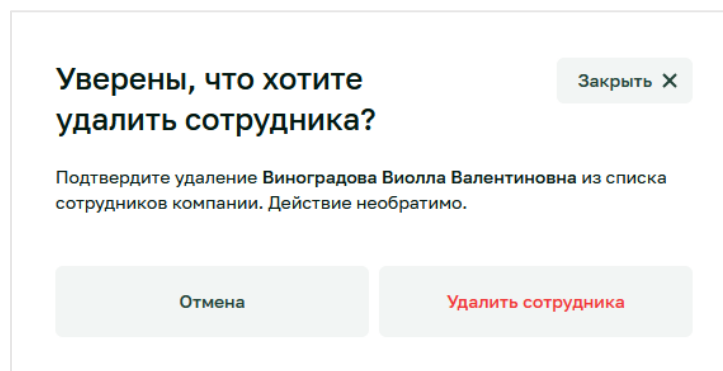 Уверены, что хотите
удалить сотрудника?
Закрыть
Подтвердите удаление Виноградова Виолла Валентиновна из списка
сотрудников компании. Действие необратимо.
Отмена
Удалить сотрудника